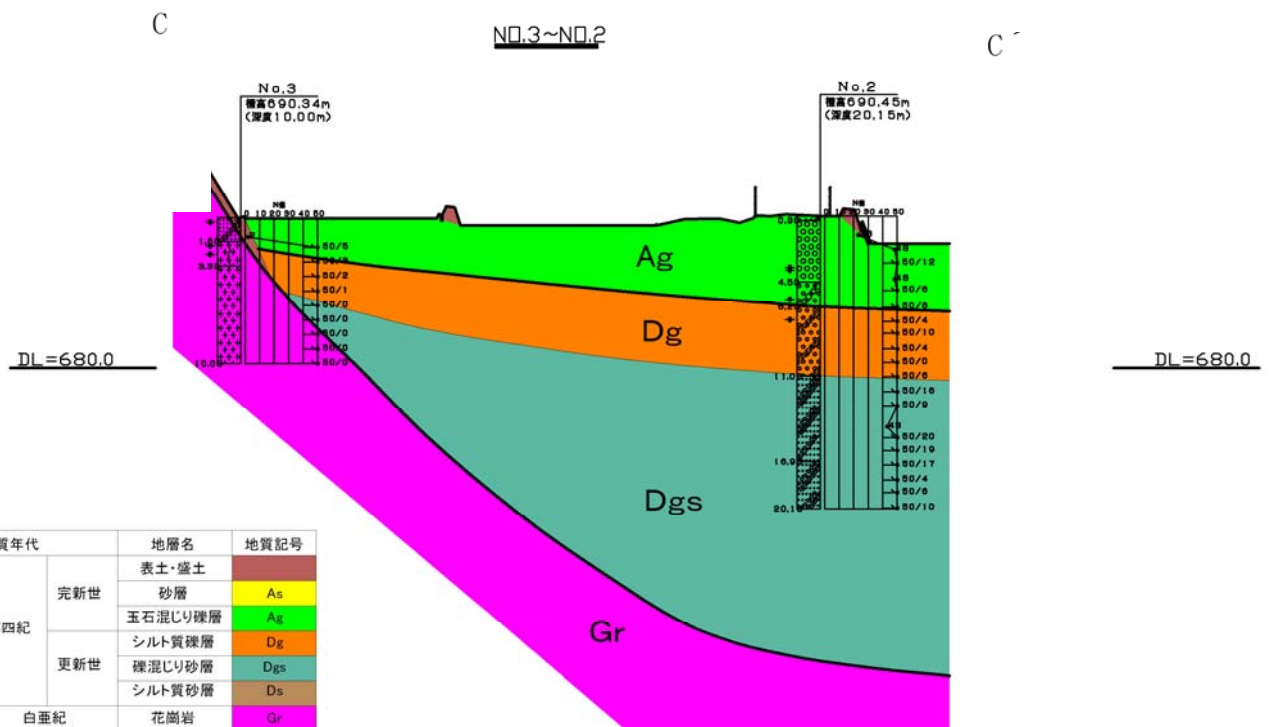 C
NO.3~NO.2
C´
No.3
標高690.34m
(深度10.00m)
No.2
標高690.45m
(深度20.15m)
N値
0 10 20 30 40 50
50/5
50/2
50/1
50/0
50/0
50/0
50/0
50/0
N値
50/12
50/6
50/4
50/10
50/4
50/0
50/6
50/16
50/9
50/20
50/19
50/17
50/4
50/6
50/10
4.50
11.0
16.9
Ag
Dg
Dgs
Gr
DL=680.0
DL=680.0
質年代 地層名 地質記号
四紀
完新世
表土・盛土
砂層 As
玉石混じり礫層 Ag
更新世
シルト質礫層 Dg
礫混じり砂層 Dgs
シルト質砂層 Ds
白亜紀 花崗岩 Gr